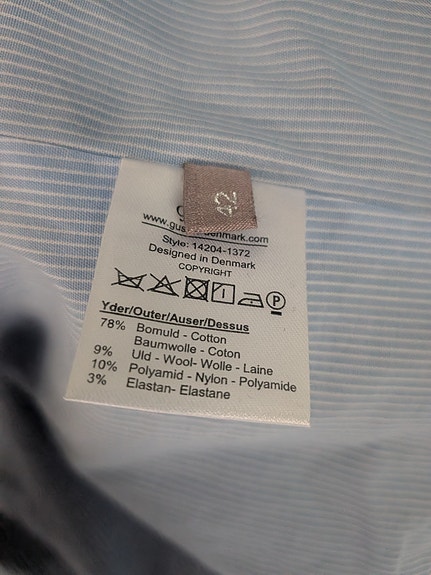 42
Style: 14204-1372
Designed in Denmark
COPYRIGHT
P
Yder/Outer/Auser/Dessus
78% Bomuld - Cotton
Baumwolle - Coton
9% Uld - Wool- Wolle - Laine
10% Polyamid - Nylon - Polyamide
3% Elastan- Elastane